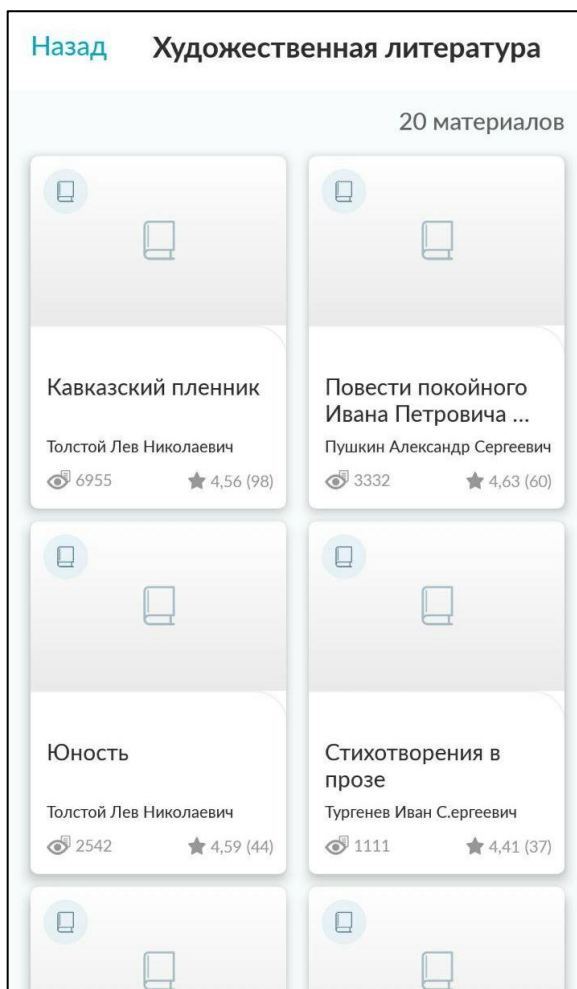 Назад Художественная литература
20 материалов
Кавказский пленник
Толстой Лев Николаевич
6955 4,56 (98)
Повести покойного
Ивана Петровича ...
Пушкин Александр Сергеевич
3332 4,63 (60)
Юность
Толстой Лев Николаевич
2542 4,59 (44)
Стихотворения в
прозе
Тургенев Иван С.ергеевич
1111 4,41 (37)